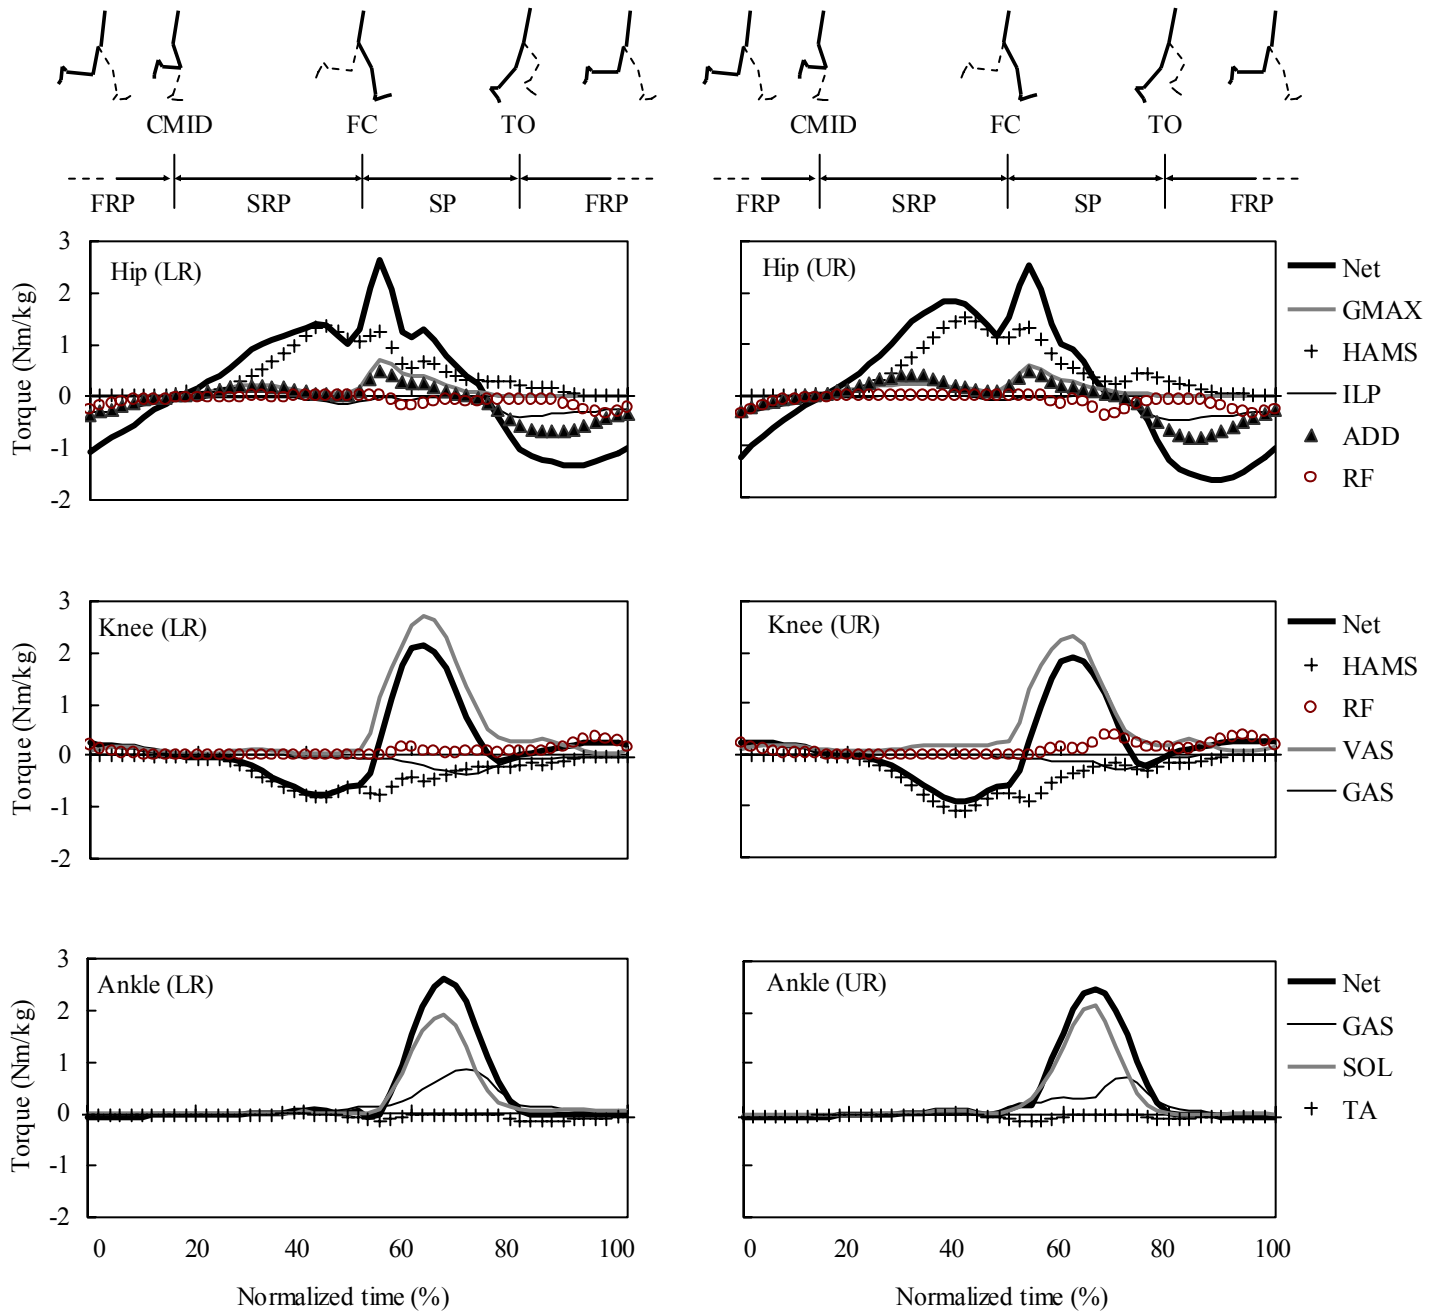 CMID FC TO CMID FC TO
FRP SRP SP FRP FRP SRP SP FRP
Torque (Nm/kg)
3
2
1
0
-1
-2
Hip (LR)
Hip (UR)
Net
GMAX
HAMS
ILP
ADD
RF
Torque (Nm/kg)
3
2
1
0
-1
-2
Knee (LR)
Knee (UR)
Net
HAMS
RF
VAS
GAS
Torque (Nm/kg)
3
2
1
0
-1
-2
Ankle (LR)
Ankle (UR)
Net
GAS
SOL
TA
0 20 40 60 80 100 0 20 40 60 80 100
Normalized time (%) Normalized time (%)